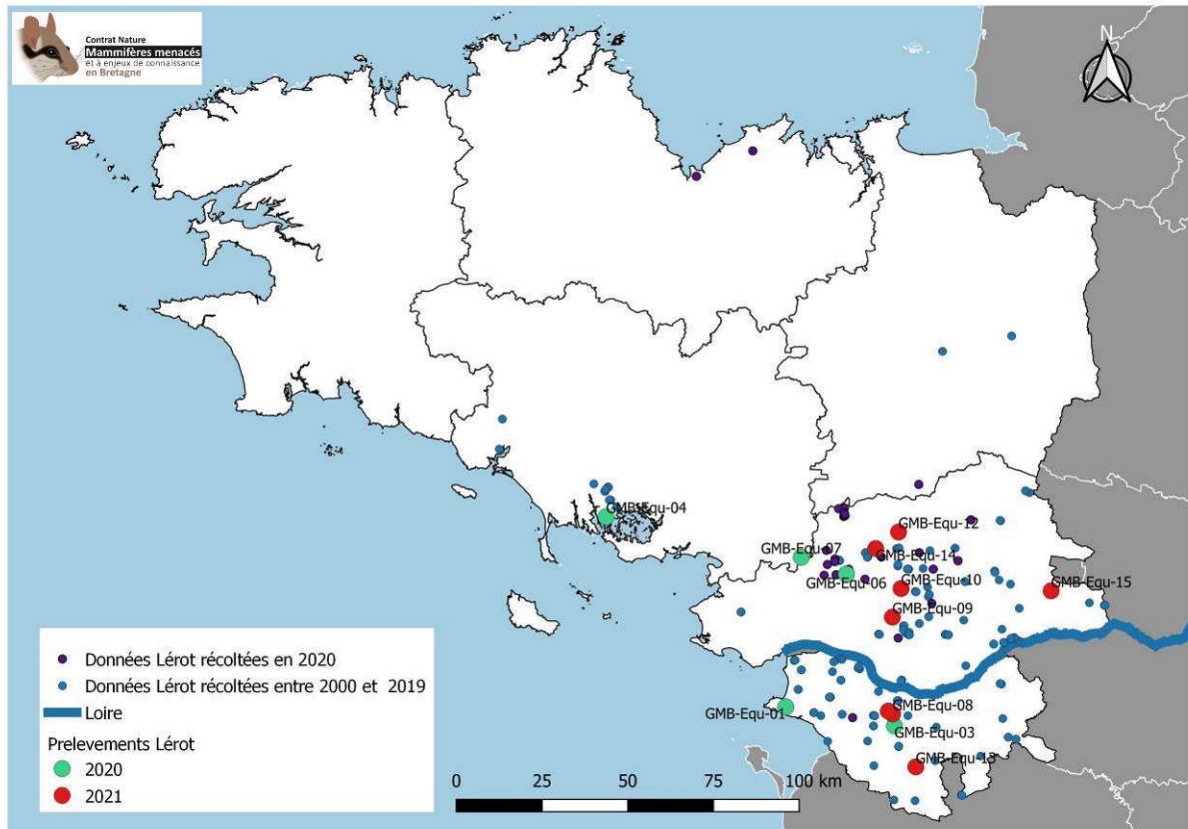 Contrat Nature
Mammifères menacés
et à enjeux de connaissance
en Bretagne
N
GMB-Equ-04
GMB-Equ-12
GMB-Equ-07
GMB-Equ-14
GMB-Equ-06
GMB-Equ-10
GMB-Equ-15
GMB-Equ-09
GMB-Equ-01
GMB-Equ-08
GMB-Equ-03
GMB-Equ-13
Données Lérot récoltées en 2020
Données Lérot récoltées entre 2000 et 2019
Loire
Prelevements Lérot
2020
2021
0 25 50 75 100 km